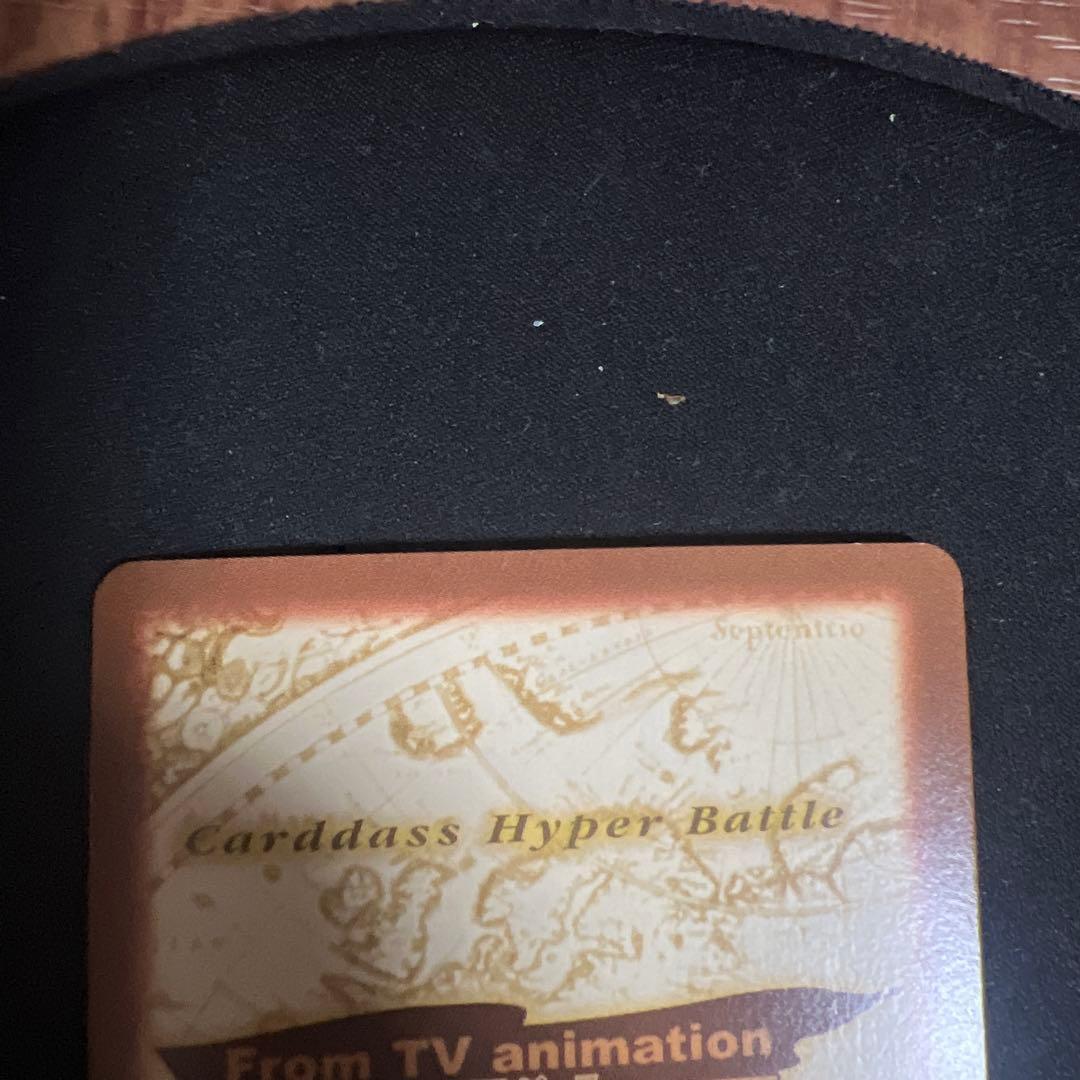 Septentrio
Carddass Hyper Battle
From TV animation